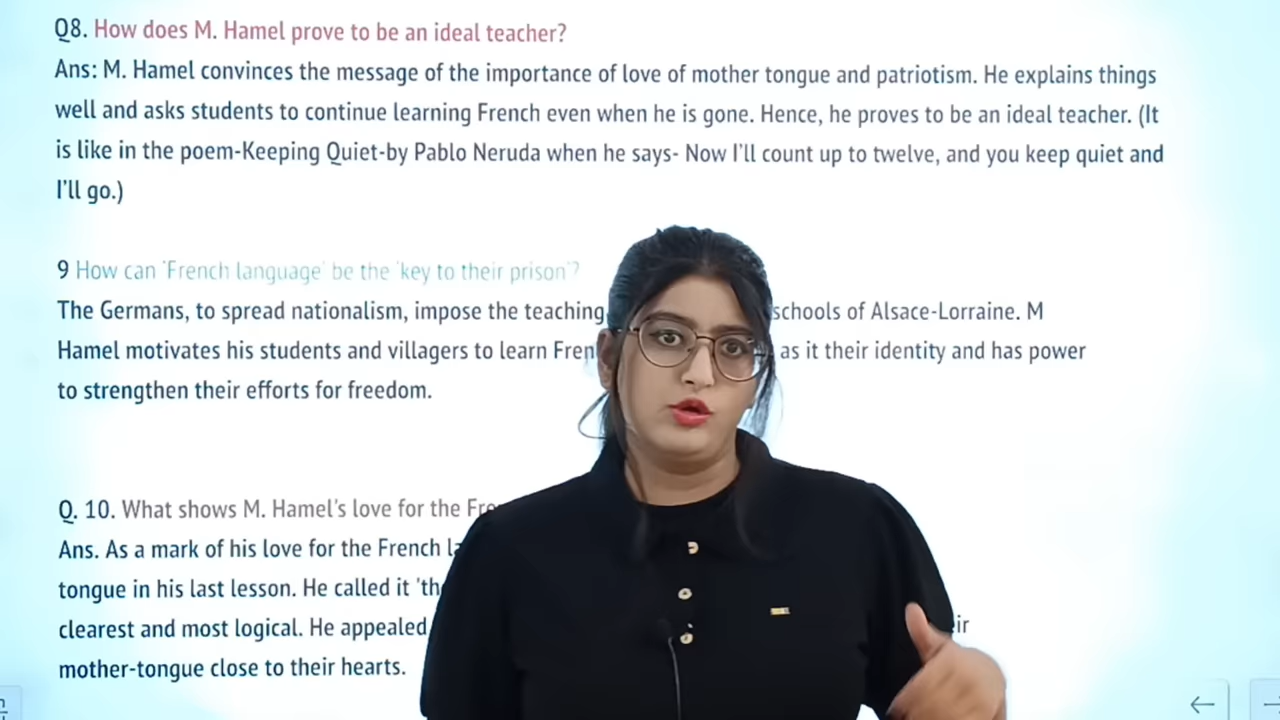 Q8. How does M. Hamel prove to be an ideal teacher?
Ans: M. Hamel convinces the message of the importance of love of mother tongue and patriotism. He explains things
well and asks students to continue learning French even when he is gone. Hence, he proves to be an ideal teacher. (It
is like in the poem-Keeping Quiet-by Pablo Neruda when he says- Now I'll count up to twelve, and you keep quiet and
I'll go.)
9 How can 'French language' be the 'key to their prison'?
The Germans, to spread nationalism, impose the teaching schools of Alsace-Lorraine. M
Hamel motivates his students and villagers to learn as it their identity and has power
to strengthen their efforts for freedom.
Q. 10. What shows M. Hamel's love for the
Ans. As a mark of his love for the French
tongue in his last lesson. He called it
clearest and most logical. He appealed
mother-tongue close to their hearts.